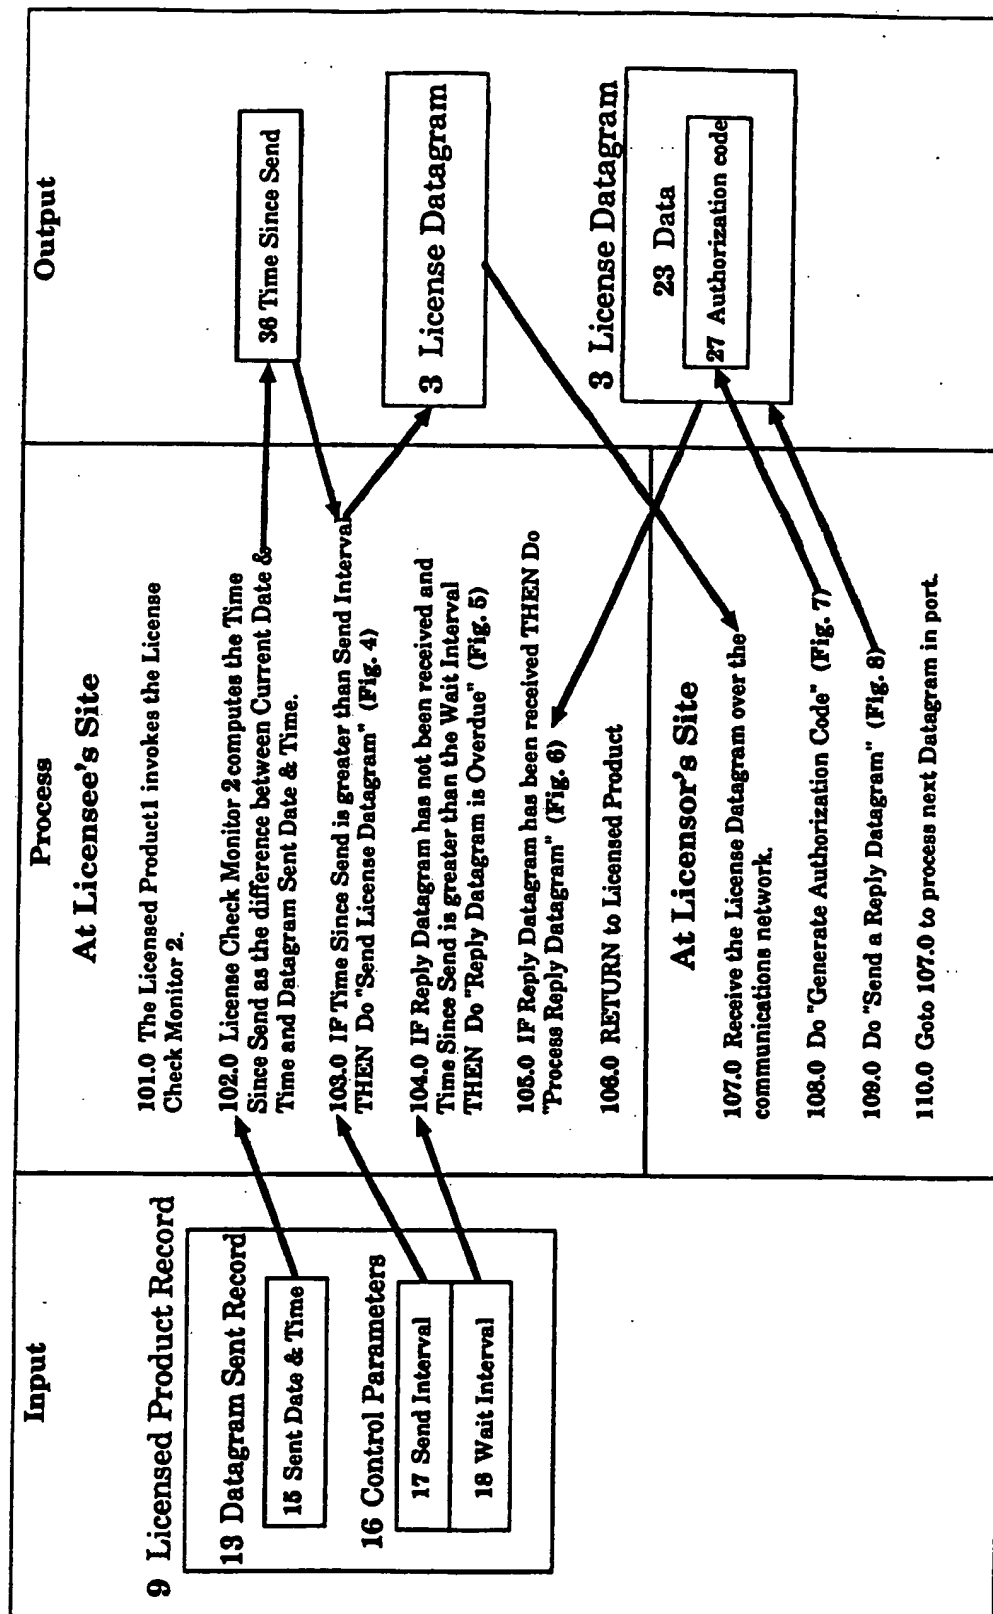 Input
9 Licensed Product Record
13 Datagram Sent Record
15 Sent Date & Time
16 Control Parameters
17 Send Interval
18 Wait Interval
Process
At Licensee's Site
101.0 The Licensed Product1 invokes the License
Check Monitor 2.
102.0 License Check Monitor 2 computes the Time
Since Send as the difference between Current Date &
Time and Datagram Sent Date & Time.
103.0 IF Time Since Send is greater than Send Interval
THEN Do "Send License Datagram" (Fig. 4)
104.0 IF Reply Datagram has not been received and
Time Since Send is greater than the Wait Interval
THEN Do "Reply Datagram is Overdue" (Fig. 5)
105.0 IF Reply Datagram has been received THEN Do
"Process Reply Datagram" (Fig. 6)
106.0 RETURN to Licensed Product
At Licensor's Site
107.0 Receive the License Datagram over the
communications network.
108.0 Do "Generate Authorization Code" (Fig. 7)
109.0 Do "Send a Reply Datagram" (Fig. 8)
110.0 Goto 107.0 to process next Datagram in port.
Output
36 Time Since Send
3 License Datagram
3 License Datagram
23 Data
27 Authorization code